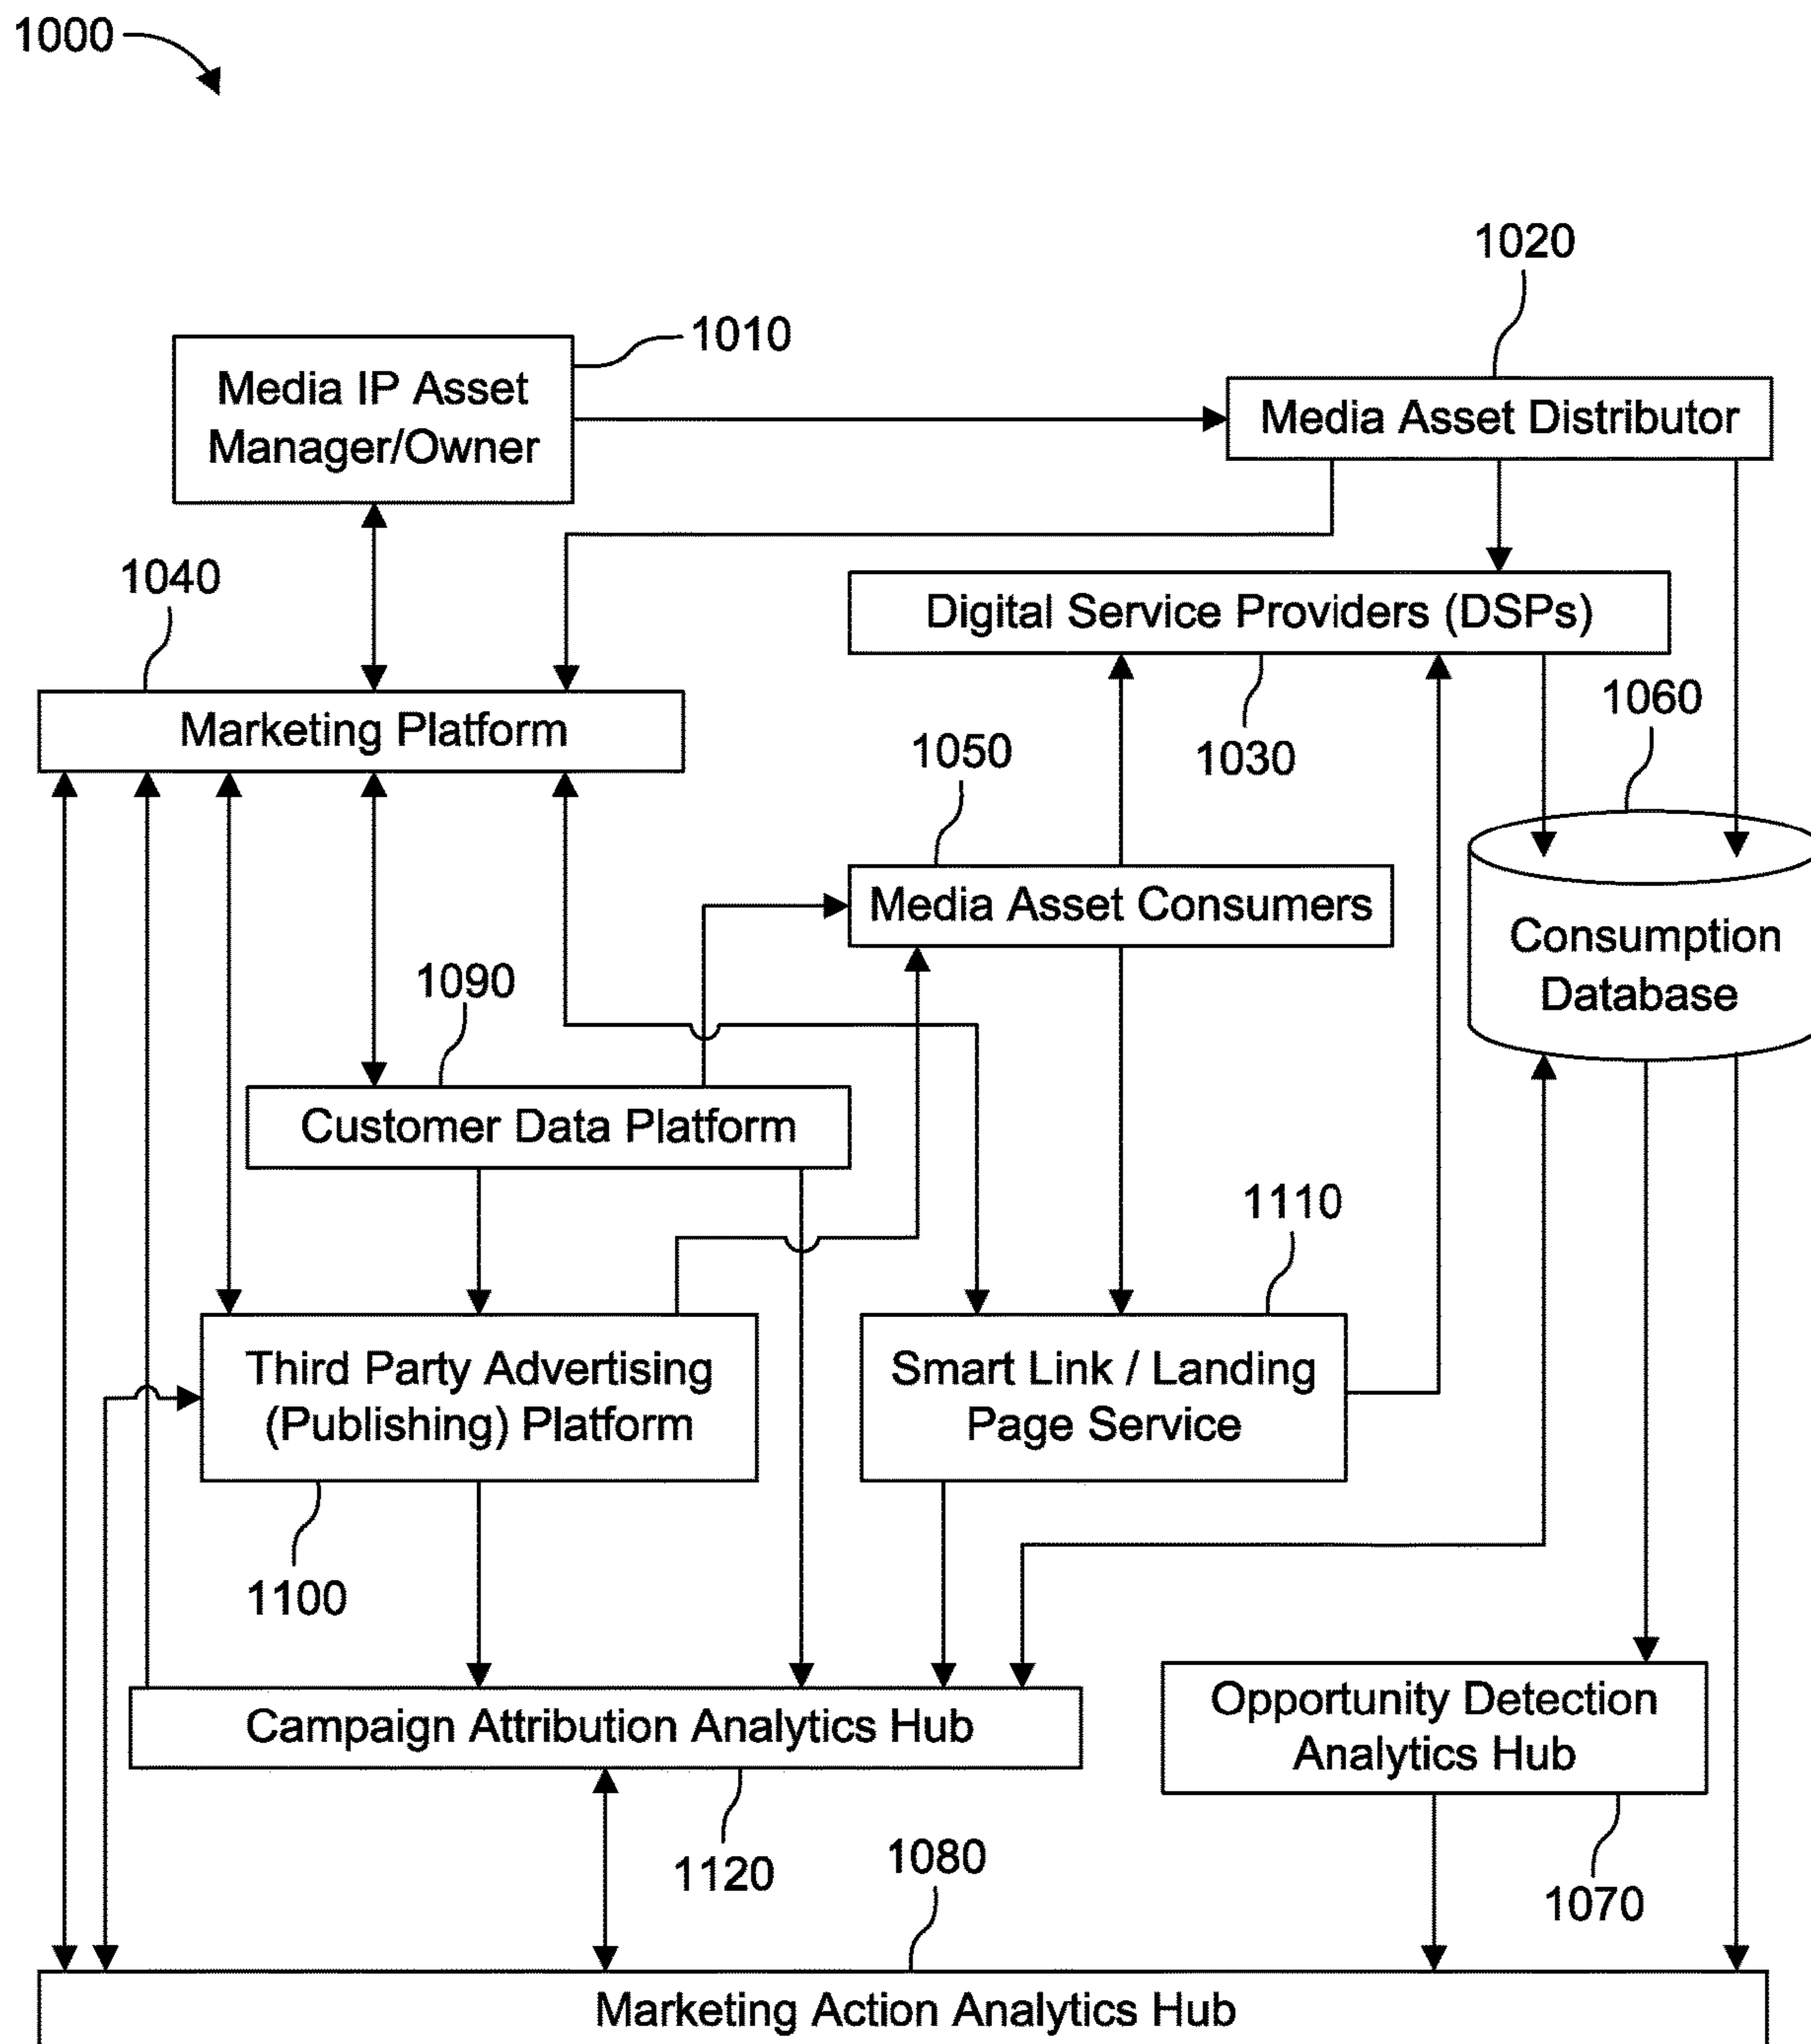 1000
1020
1010
Media IP Asset
Manager/Owner
Media Asset Distributor
1040
Digital Service Providers (DSPs)
1060
Marketing Platform
1050
1030
Media Asset Consumers
Consumption
Database
1090
Customer Data Platform
1110
Third Party Advertising
(Publishing) Platform
Smart Link / Landing
Page Service
1100
Campaign Attribution Analytics Hub
Opportunity Detection
Analytics Hub
1120
1080
1070
Marketing Action Analytics Hub